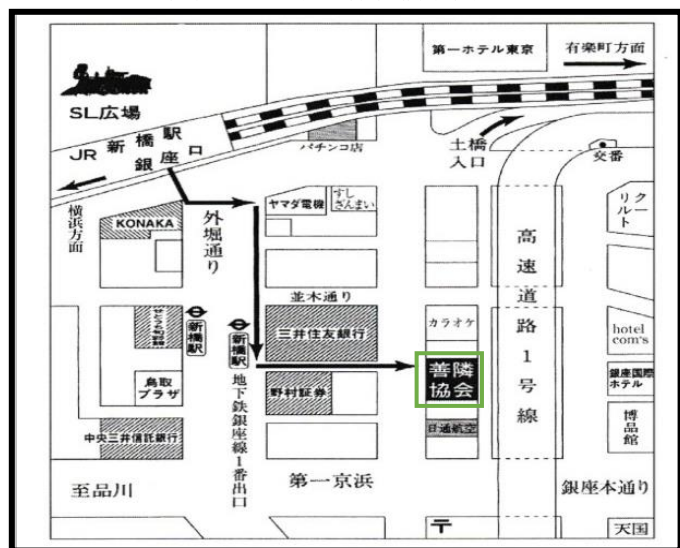 第一ホテル東京
有楽町方面
SL広場
JR 新橋駅
銀座口
パチンコ店
土橋
入口
交番
横浜方面
KONAKA
外堀通り
ヤマダ電機
すし
ざんまい
高速道路1号線
リクルート
並木通り
新橋駅
新橋駅
三井住友銀行
カラオケ
hotel
com's
鳥取
プラザ
地下鉄銀座線1番出口
野村証券
善隣
協会
銀座国際
ホテル
中央三井信託銀行
日通航空
博品館
至品川
第一京浜
銀座本通り
〒
天国